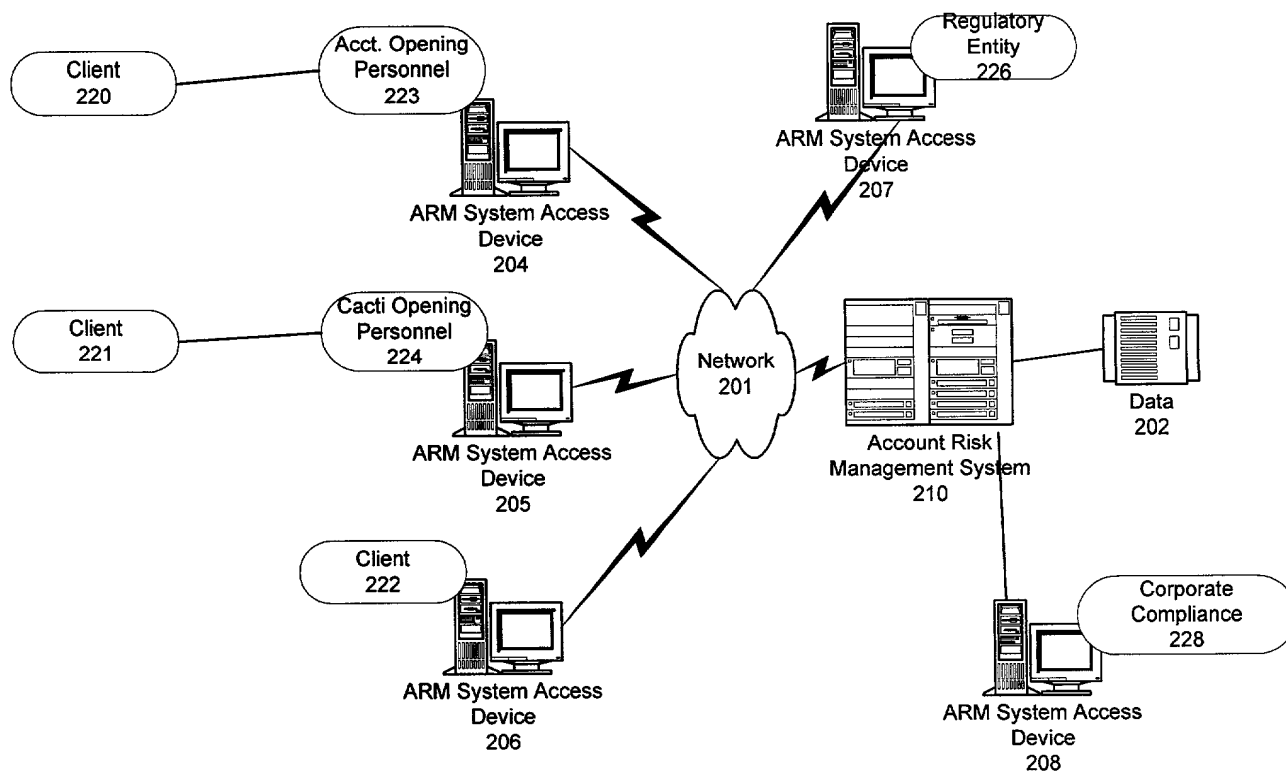 Client
220
Acct. Opening
Personnel
223
ARM System Access
Device
204
Regulatory
Entity
226
ARM System Access
Device
207
Client
221
Cacti Opening
Personnel
224
ARM System Access
Device
205
Network
201
Account Risk
Management System
210
Data
202
Client
222
ARM System Access
Device
206
Corporate
Compliance
228
ARM System Access
Device
208